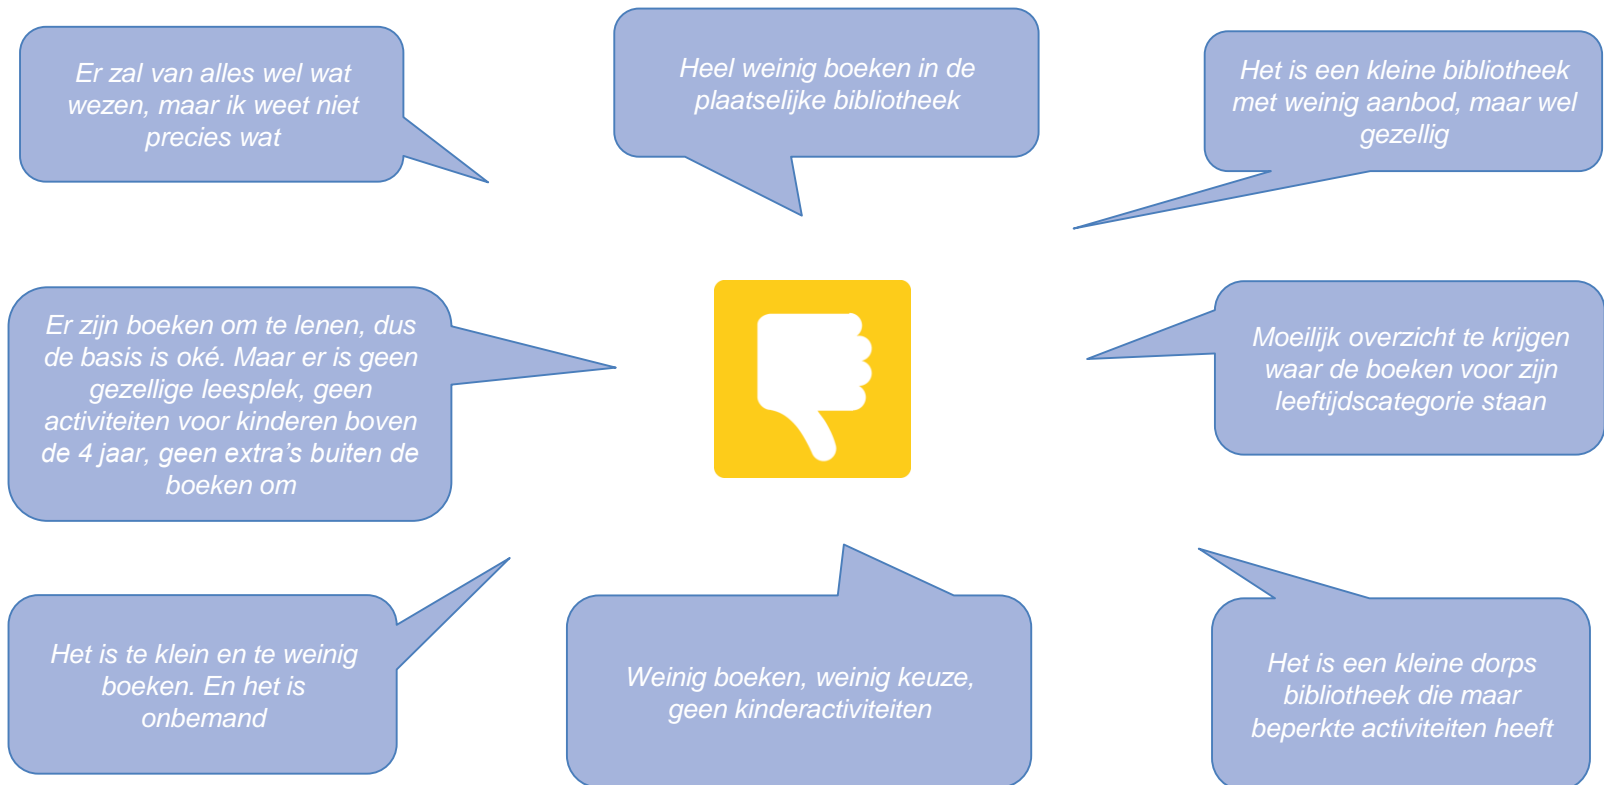 Er zal van alles wel wat
wezen, maar ik weet niet
precies wat
Heel weinig boeken in de
plaatselijke bibliotheek
Het is een kleine bibliotheek
met weinig aanbod, maar wel
gezellig
Er zijn boeken om te lenen, dus
de basis is oké. Maar er is geen
gezellige leesplek, geen
activiteiten voor kinderen boven
de 4 jaar, geen extra's buiten de
boeken om
Moeilijk overzicht te krijgen
waar de boeken voor zijn
leeftijdscategorie staan
Het is te klein en te weinig
boeken. En het is
onbemand
Weinig boeken, weinig keuze,
geen kinderactiviteiten
Het is een kleine dorps
bibliotheek die maar
beperkte activiteiten heeft